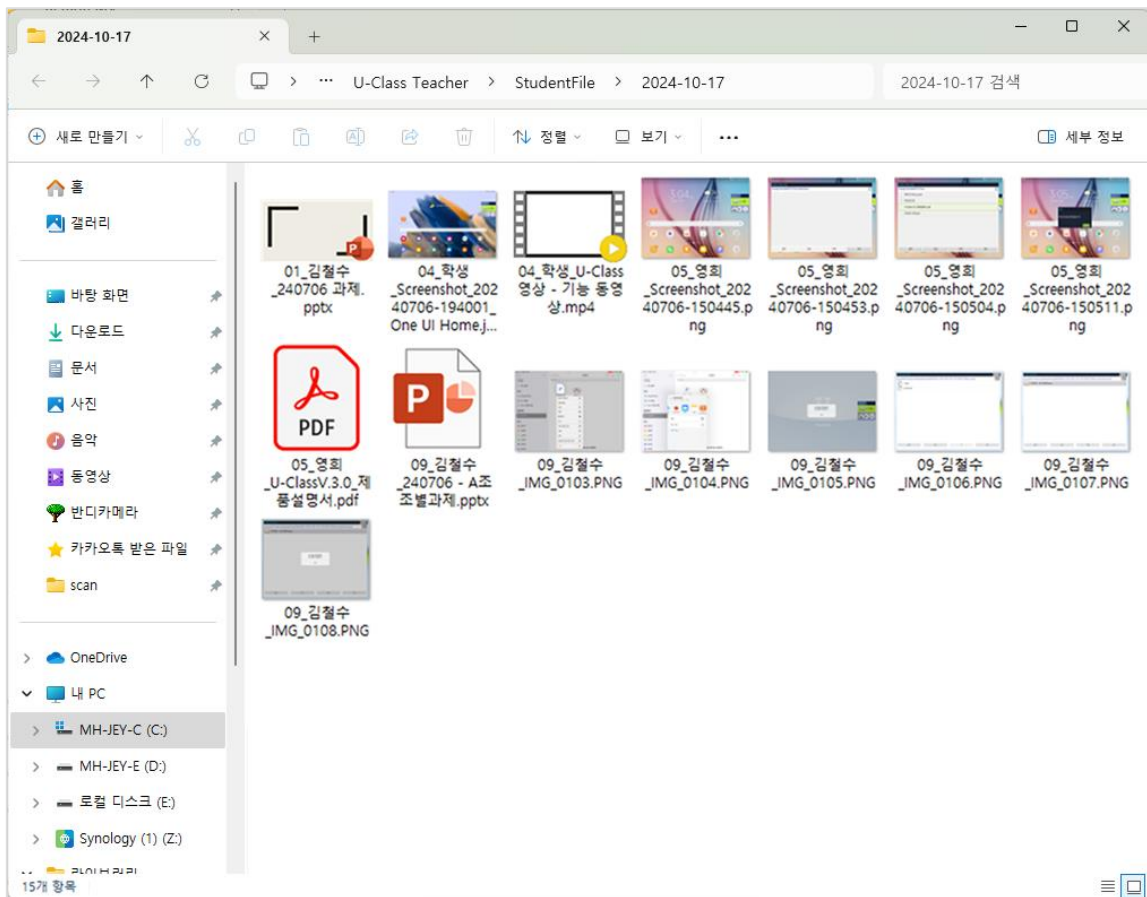 2024-10-17
U-Class Teacher > StudentFile > 2024-10-17
2024-10-17 검색
새로 만들기
정렬
보기
세부 정보
홈
갤러리
바탕 화면
다운로드
문서
사진
음악
동영상
반디카메라
카카오톡 받은 파일
scan
OneDrive
내 PC
MH-JEY-C (C:)
MH-JEY-E (D:)
로컬 디스크 (E:)
Synology (1) (Z:)
15개 항목
01_김철수
_240706 과제.
pptx
04_학생
_Screenshot_202
40706-194001_
One UI Home.j...
04_학생_U-Class
영상 - 기능 동영
상.mp4
05_영희
_Screenshot_202
40706-150445.p
ng
05_영희
_Screenshot_202
40706-150453.p
ng
05_영희
_Screenshot_202
40706-150504.p
ng
05_영희
_Screenshot_202
40706-150511.p
ng
PDF
05_영희
_U-ClassV.3.0_제
품설명서.pdf
P
09_김철수
_240706 - A조
조별과제.pptx
09_김철수
_IMG_0103.PNG
09_김철수
_IMG_0104.PNG
09_김철수
_IMG_0105.PNG
09_김철수
_IMG_0106.PNG
09_김철수
_IMG_0107.PNG
09_김철수
_IMG_0108.PNG